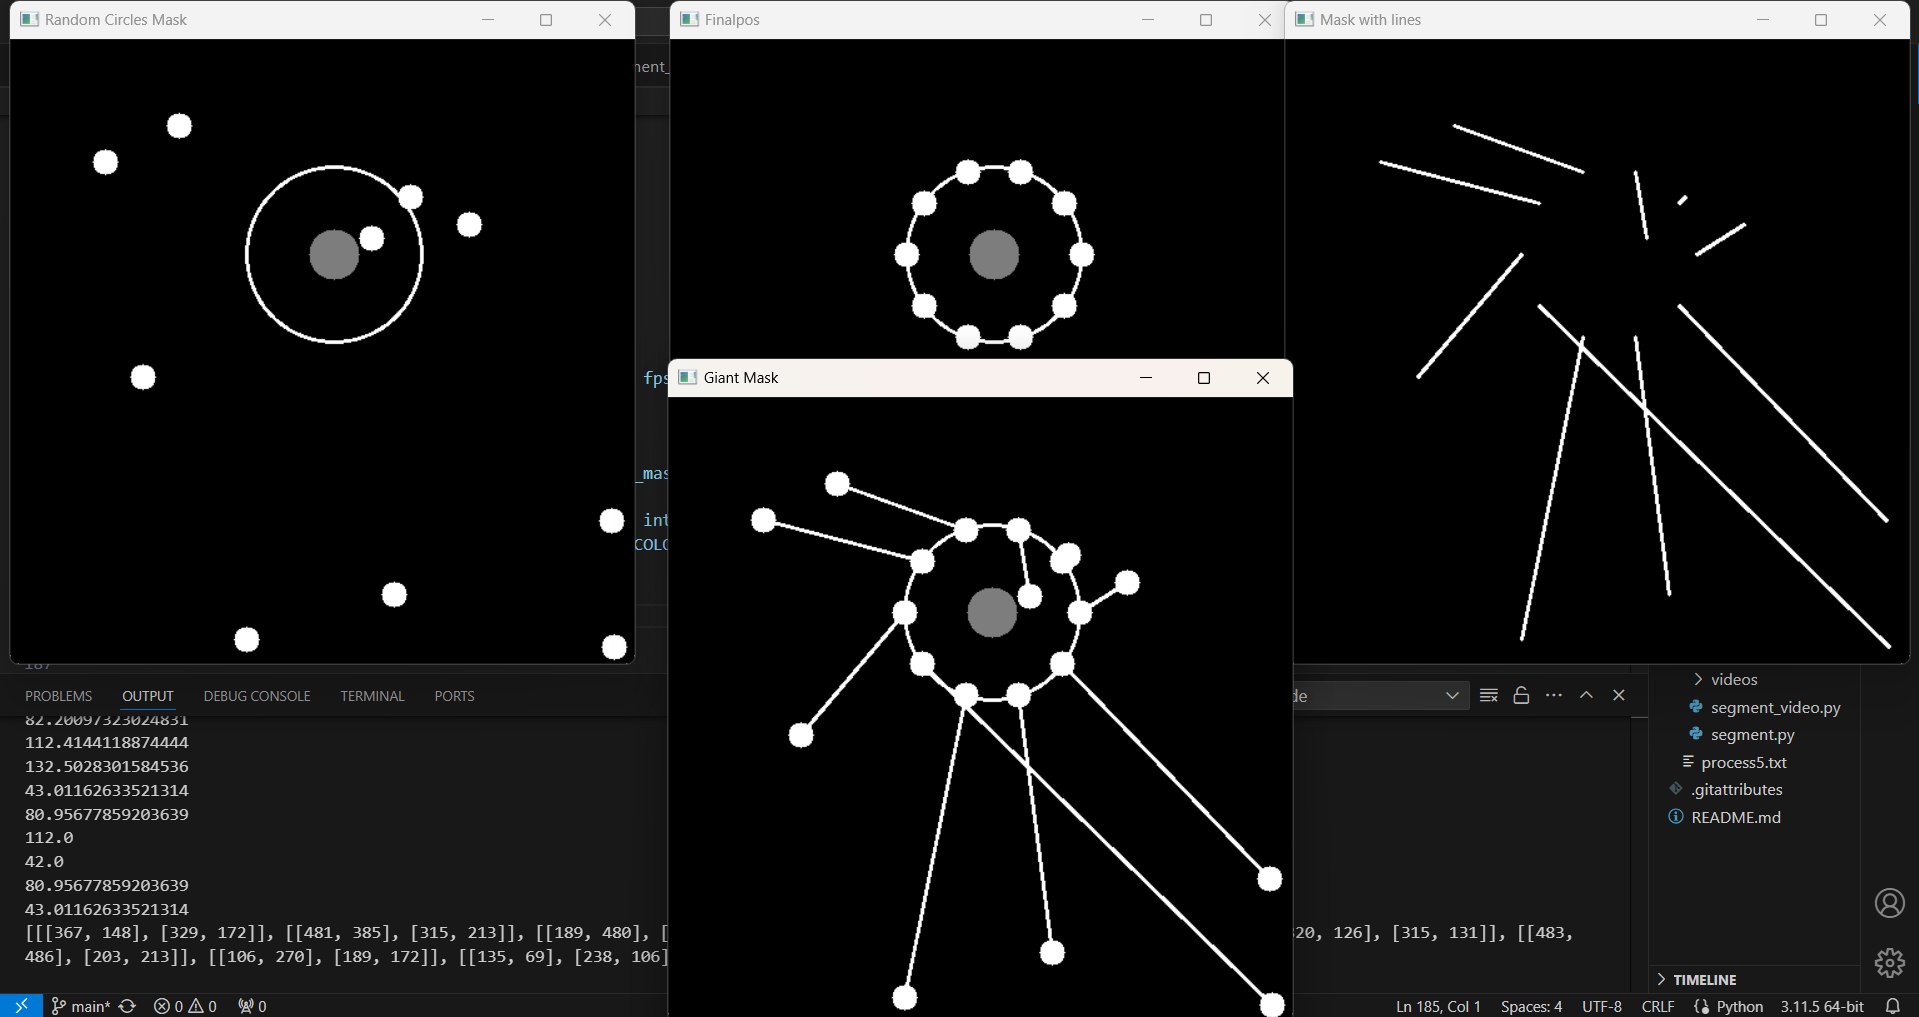 Random Circles Mask
Finalpos
Mask with lines
Giant Mask
ment_
fps
_mas
int
COLO
187
PROBLEMS OUTPUT DEBUG CONSOLE TERMINAL PORTS
de
82.20097323024831
112.4144118874444
132.5028301584536
43.01162633521314
80.95677859203639
112.0
42.0
80.95677859203639
43.01162633521314
[[[367, 148], [329, 172]], [[481, 385], [315, 213]], [[189, 480], [ 20, 126], [315, 131]], [[483,
486], [203, 213]], [[106, 270], [189, 172]], [[135, 69], [238, 106]
videos
segment_video.py
segment.py
process5.txt
.gitattributes
README.md
TIMELINE
main* 0 0 0 Ln 185, Col 1 Spaces: 4 UTF-8 CRLF Python 3.11.5 64-bit